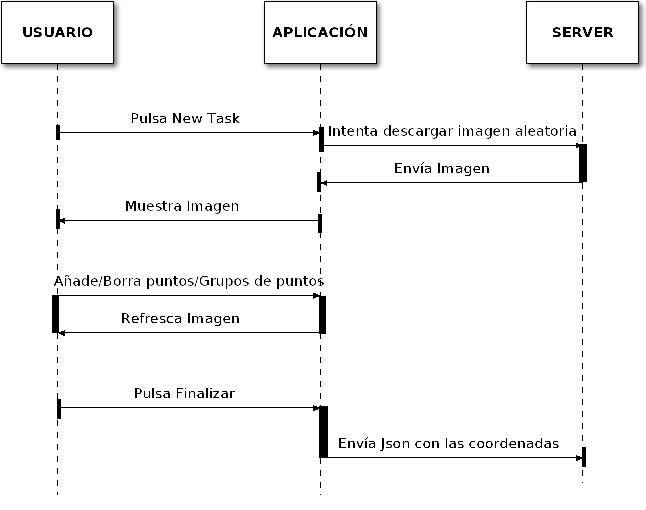 USUARIO
APLICACIÓN
SERVER
Pulsa New Task
Intenta descargar imagen aleatoria
Envía Imagen
Muestra Imagen
Añade/Borra puntos/Grupos de puntos
Refresca Imagen
Pulsa Finalizar
Envía Json con las coordenadas